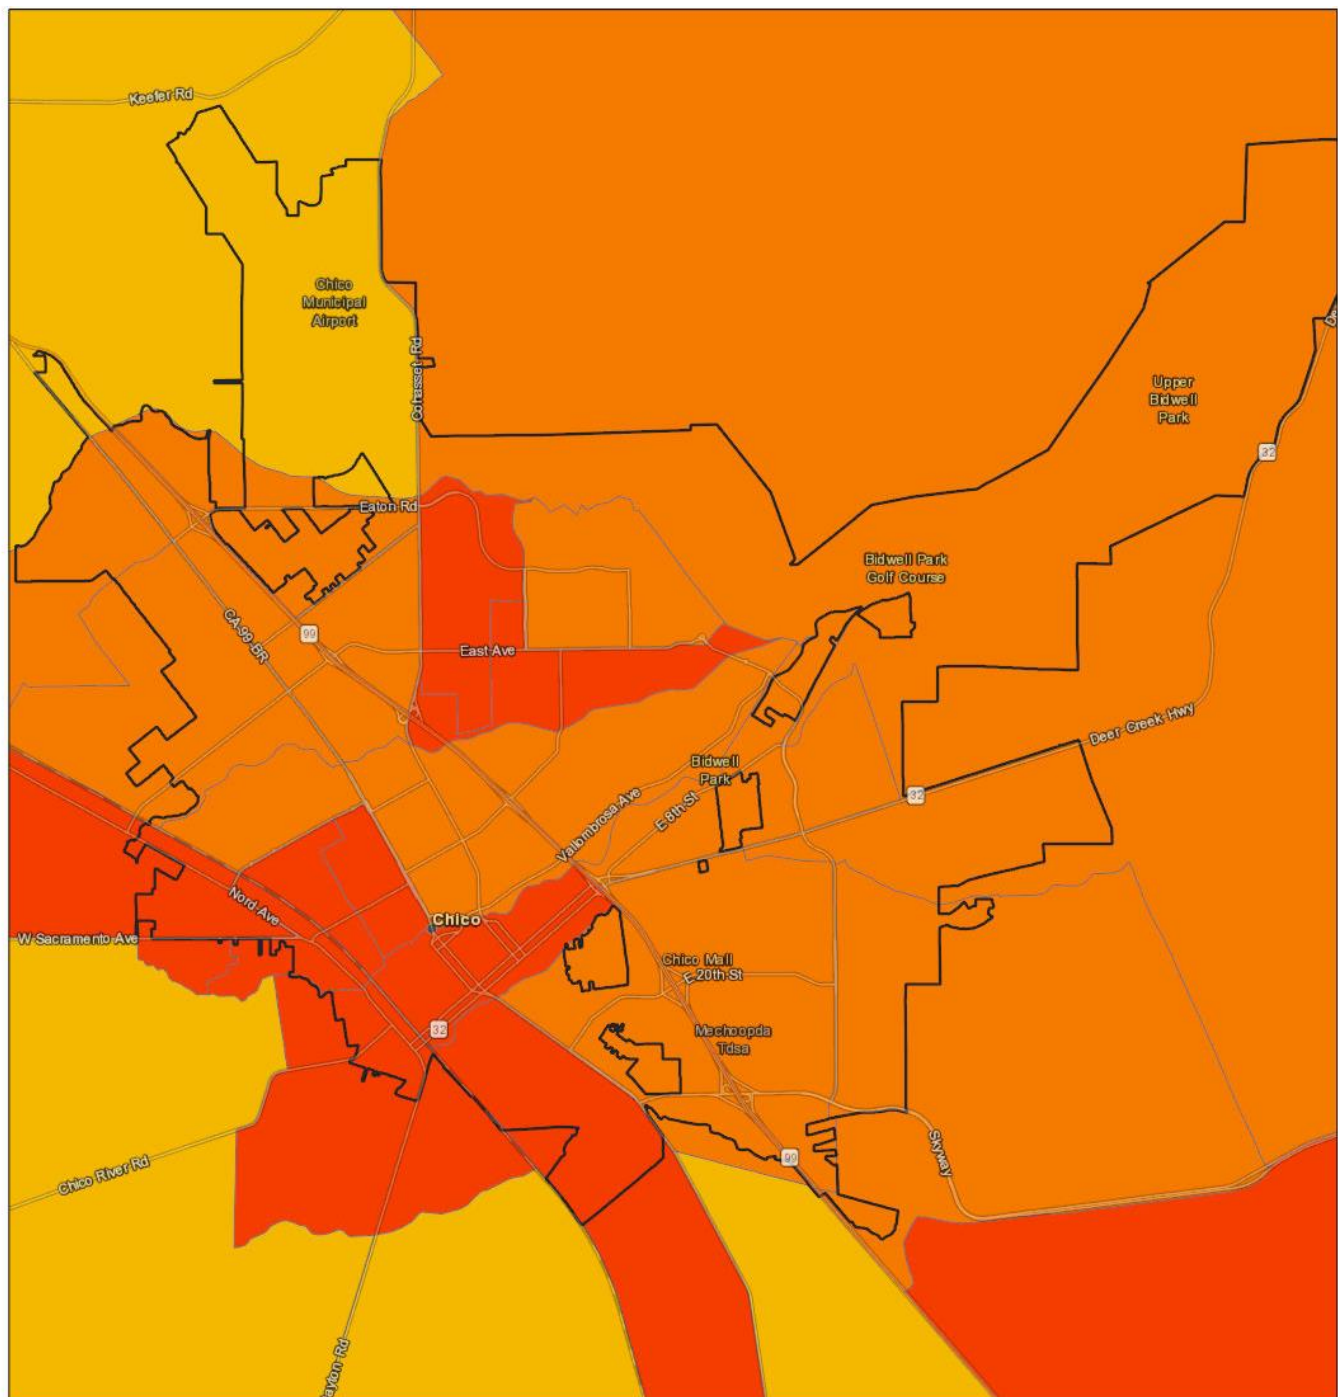 Keefer Rd
Chico
Municipal
Airport
Cohasset Rd
Upper
Bidwell
Park
32
Eaton Rd
Bidwell Park
Golf Course
CA-99-BR
99
East Ave
Deer Creek Hwy
Bidwell
Park
32
E 8th St
Vallombrosa Ave
Nord Ave
Chico
W Sacramento Ave
Chico Mall
E 20th St
32
Mechoopda
Tdsa
99
Skyway
Chico River Rd